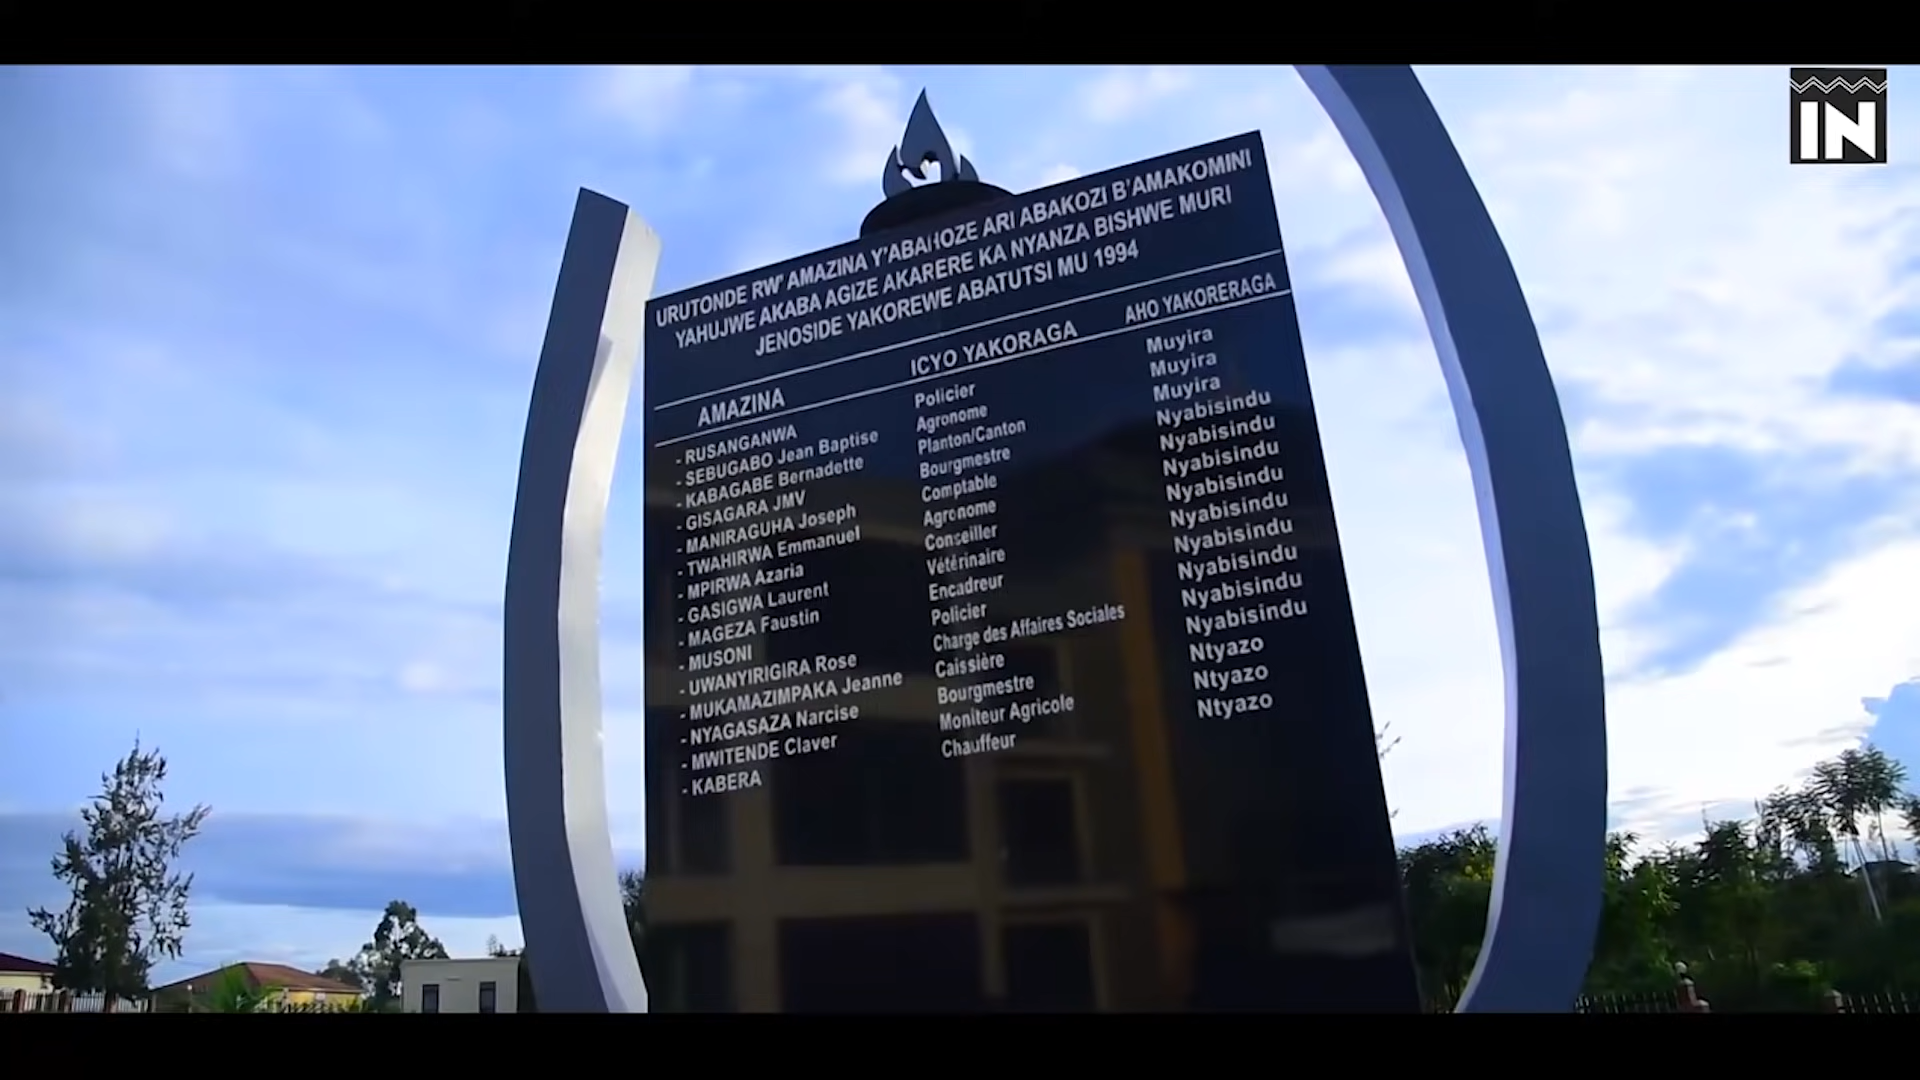 IN
URUTONDE RW' AMAZINA Y'ABAHOZE ARI ABAKOZI B'AMAKOMINI
YAHUJWE AKABA AGIZE AKARERE KA NYANZA BISHWE MURI
JENOSIDE YAKOREWE ABATUTSI MU 1994
AMAZINA ICYO YAKORAGA AHO YAKORERAGA
- RUSANGANWA Policier Muyira
- SEBUGABO Jean Baptise Agronome Muyira
- KABAGABE Bernadette Planton/Canton Muyira
- GISAGARA JMV Bourgmestre Nyabisindu
- MANIRAGUHA Joseph Comptable Nyabisindu
- TWAHIRWA Emmanuel Agronome Nyabisindu
- MPIRWA Azaria Conseiller Nyabisindu
- GASIGWA Laurent Vétérinaire Nyabisindu
- MAGEZA Faustin Encadreur Nyabisindu
- MUSONI Policier Nyabisindu
- UWANYIRIGIRA Rose Charge des Affaires Sociales Nyabisindu
- MUKAMAZIMPAKA Jeanne Caissière Nyabisindu
- NYAGASAZA Narcise Bourgmestre Ntyazo
- MWITENDE Claver Moniteur Agricole Ntyazo
- KABERA Chauffeur Ntyazo